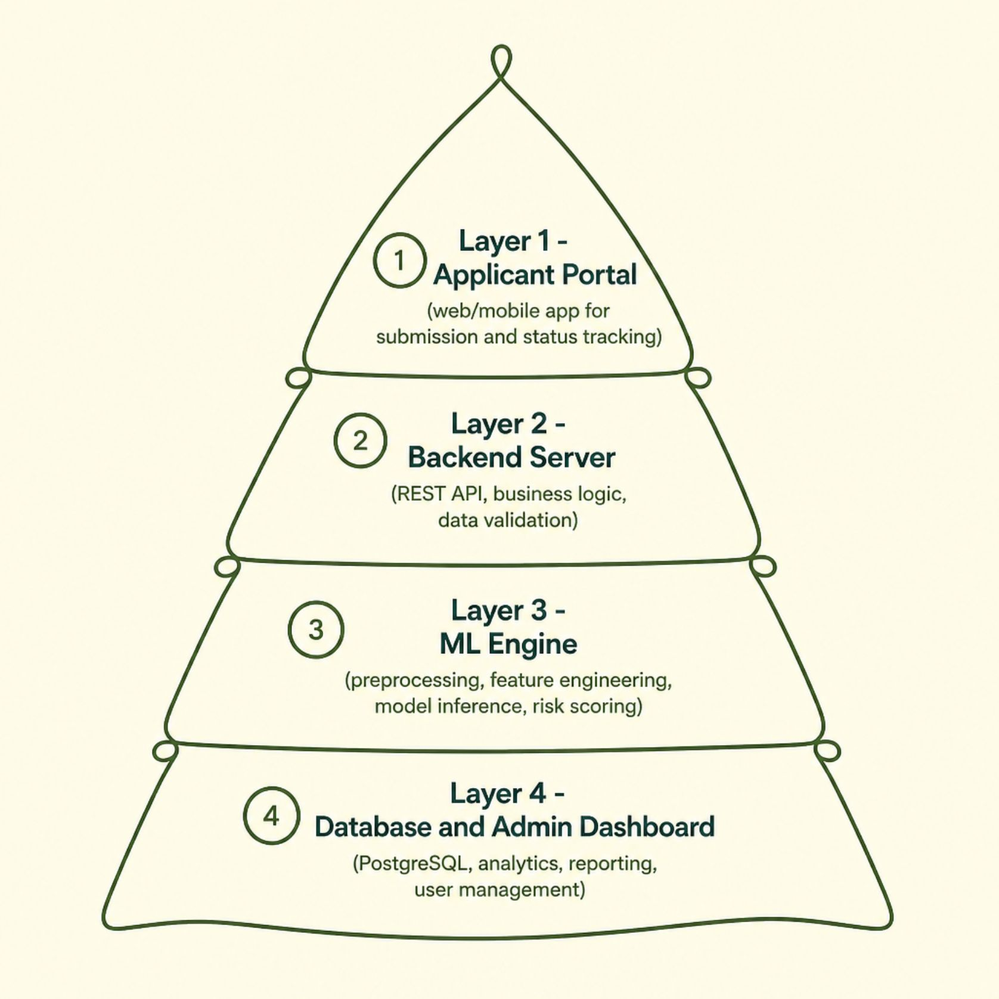 1
Layer 1 -
Applicant Portal
(web/mobile app for
submission and status tracking)
2
Layer 2 -
Backend Server
(REST API, business logic,
data validation)
3
Layer 3 -
ML Engine
(preprocessing, feature engineering,
model inference, risk scoring)
4
Layer 4 -
Database and Admin Dashboard
(PostgreSQL, analytics, reporting,
user management)